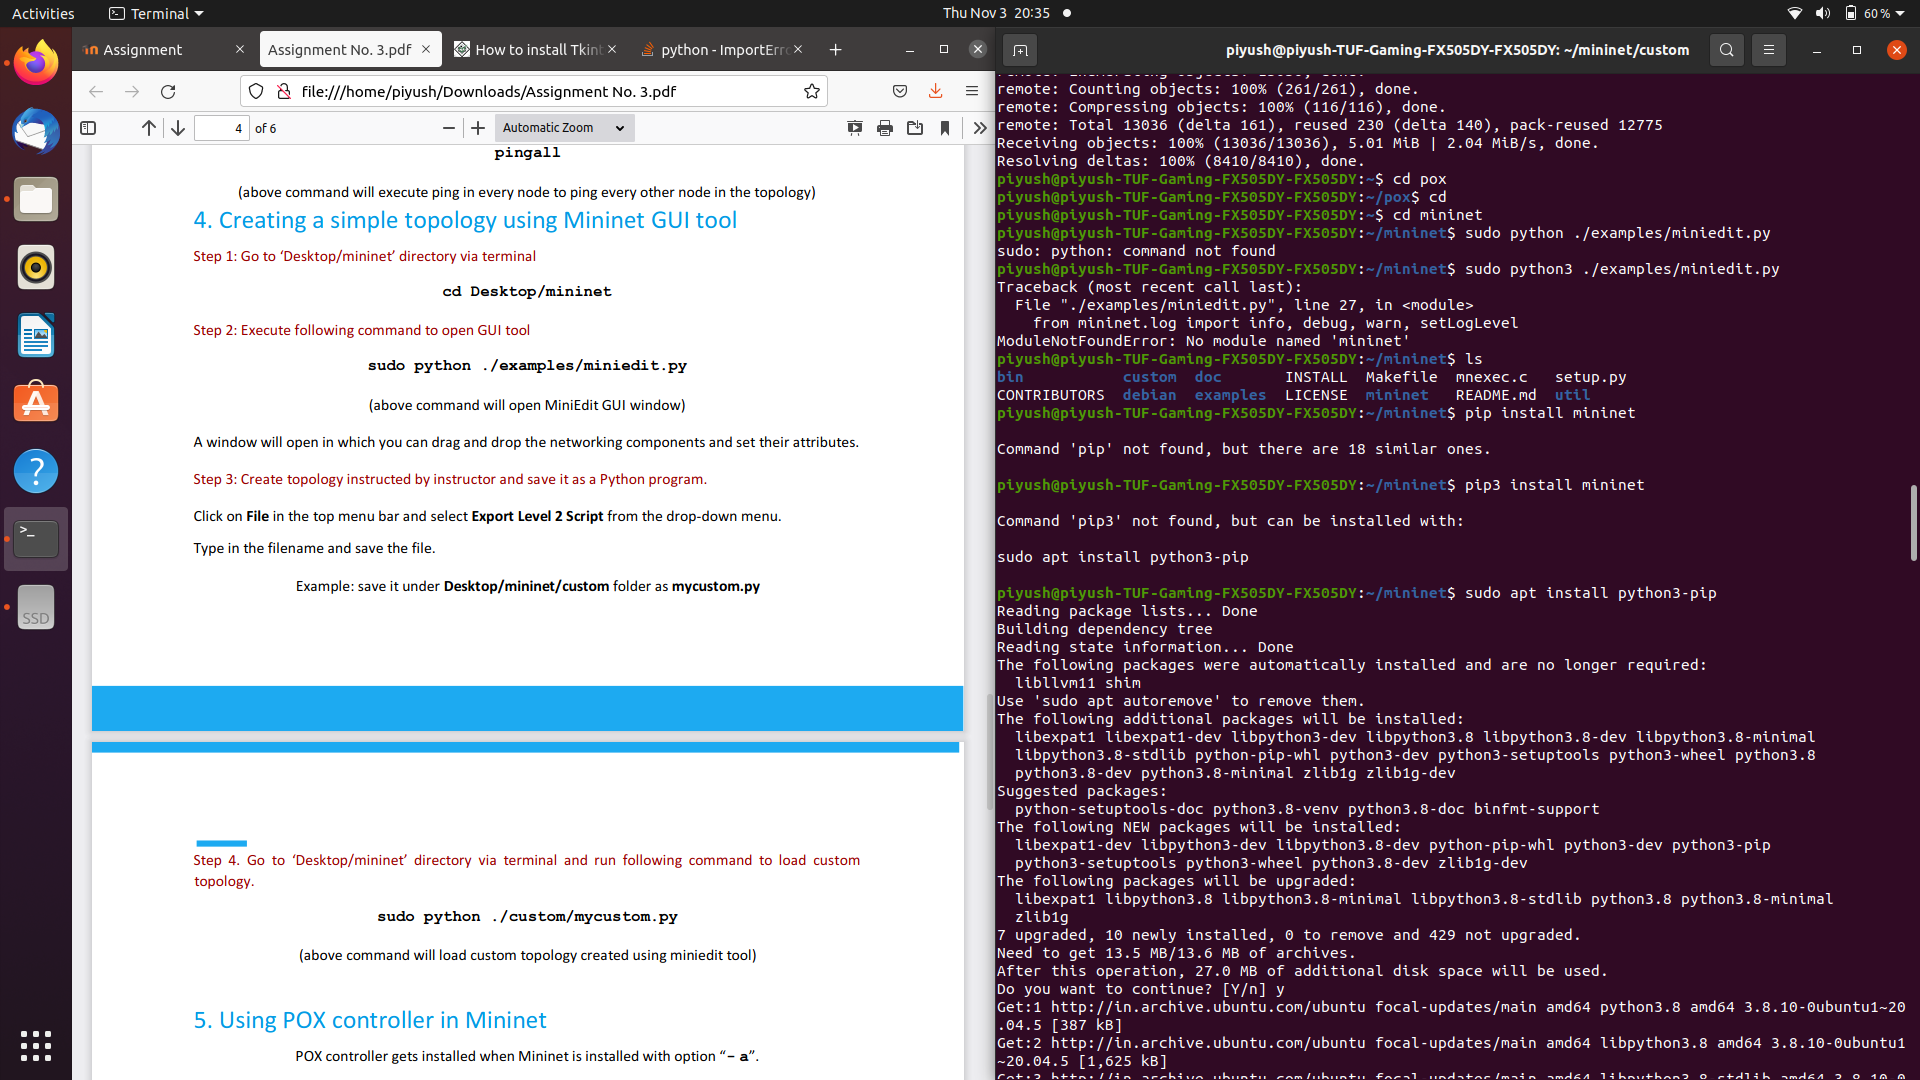 Activities
Terminal
Thu Nov 3 20:35
60 %
Assignment
Assignment No. 3.pdf
How to install Tkint
python - ImportErro
file:///home/piyush/Downloads/Assignment No. 3.pdf
4 of 6
Automatic Zoom
pingall
(above command will execute ping in every node to ping every other node in the topology)
4. Creating a simple topology using Mininet GUI tool
Step 1: Go to ‘Desktop/mininet’ directory via terminal
cd Desktop/mininet
Step 2: Execute following command to open GUI tool
sudo python ./examples/miniedit.py
(above command will open MiniEdit GUI window)
A window will open in which you can drag and drop the networking components and set their attributes.
Step 3: Create topology instructed by instructor and save it as a Python program.
Click on File in the top menu bar and select Export Level 2 Script from the drop-down menu.
Type in the filename and save the file.
Example: save it under Desktop/mininet/custom folder as mycustom.py
Step 4. Go to ‘Desktop/mininet’ directory via terminal and run following command to load custom
topology.
sudo python ./custom/mycustom.py
(above command will load custom topology created using miniedit tool)
5. Using POX controller in Mininet
POX controller gets installed when Mininet is installed with option “– a”.
SSD
piyush@piyush-TUF-Gaming-FX505DY-FX505DY: ~/mininet/custom
remote: Counting objects: 100% (261/261), done.
remote: Compressing objects: 100% (116/116), done.
remote: Total 13036 (delta 161), reused 230 (delta 140), pack-reused 12775
Receiving objects: 100% (13036/13036), 5.01 MiB | 2.04 MiB/s, done.
Resolving deltas: 100% (8410/8410), done.
piyush@piyush-TUF-Gaming-FX505DY-FX505DY:~$ cd pox
piyush@piyush-TUF-Gaming-FX505DY-FX505DY:~/pox$ cd
piyush@piyush-TUF-Gaming-FX505DY-FX505DY:~$ cd mininet
piyush@piyush-TUF-Gaming-FX505DY-FX505DY:~/mininet$ sudo python ./examples/miniedit.py
sudo: python: command not found
piyush@piyush-TUF-Gaming-FX505DY-FX505DY:~/mininet$ sudo python3 ./examples/miniedit.py
Traceback (most recent call last):
File "./examples/miniedit.py", line 27, in <module>
from mininet.log import info, debug, warn, setLogLevel
ModuleNotFoundError: No module named 'mininet'
piyush@piyush-TUF-Gaming-FX505DY-FX505DY:~/mininet$ ls
bin custom doc INSTALL Makefile mnexec.c setup.py
CONTRIBUTORS debian examples LICENSE mininet README.md util
piyush@piyush-TUF-Gaming-FX505DY-FX505DY:~/mininet$ pip install mininet
Command 'pip' not found, but there are 18 similar ones.
piyush@piyush-TUF-Gaming-FX505DY-FX505DY:~/mininet$ pip3 install mininet
Command 'pip3' not found, but can be installed with:
sudo apt install python3-pip
piyush@piyush-TUF-Gaming-FX505DY-FX505DY:~/mininet$ sudo apt install python3-pip
Reading package lists... Done
Building dependency tree
Reading state information... Done
The following packages were automatically installed and are no longer required:
libllvm11 shim
Use 'sudo apt autoremove' to remove them.
The following additional packages will be installed:
libexpat1 libexpat1-dev libpython3-dev libpython3.8 libpython3.8-dev libpython3.8-minimal
libpython3.8-stdlib python-pip-whl python3-dev python3-setuptools python3-wheel python3.8
python3.8-dev python3.8-minimal zlib1g zlib1g-dev
Suggested packages:
python-setuptools-doc python3.8-venv python3.8-doc binfmt-support
The following NEW packages will be installed:
libexpat1-dev libpython3-dev libpython3.8-dev python-pip-whl python3-dev python3-pip
python3-setuptools python3-wheel python3.8-dev zlib1g-dev
The following packages will be upgraded:
libexpat1 libpython3.8 libpython3.8-minimal libpython3.8-stdlib python3.8 python3.8-minimal
zlib1g
7 upgraded, 10 newly installed, 0 to remove and 429 not upgraded.
Need to get 13.5 MB/13.6 MB of archives.
After this operation, 27.0 MB of additional disk space will be used.
Do you want to continue? [Y/n] y
Get:1 http://in.archive.ubuntu.com/ubuntu focal-updates/main amd64 python3.8 amd64 3.8.10-0ubuntu1~20
.04.5 [387 kB]
Get:2 http://in.archive.ubuntu.com/ubuntu focal-updates/main amd64 libpython3.8 amd64 3.8.10-0ubuntu1
~20.04.5 [1,625 kB]